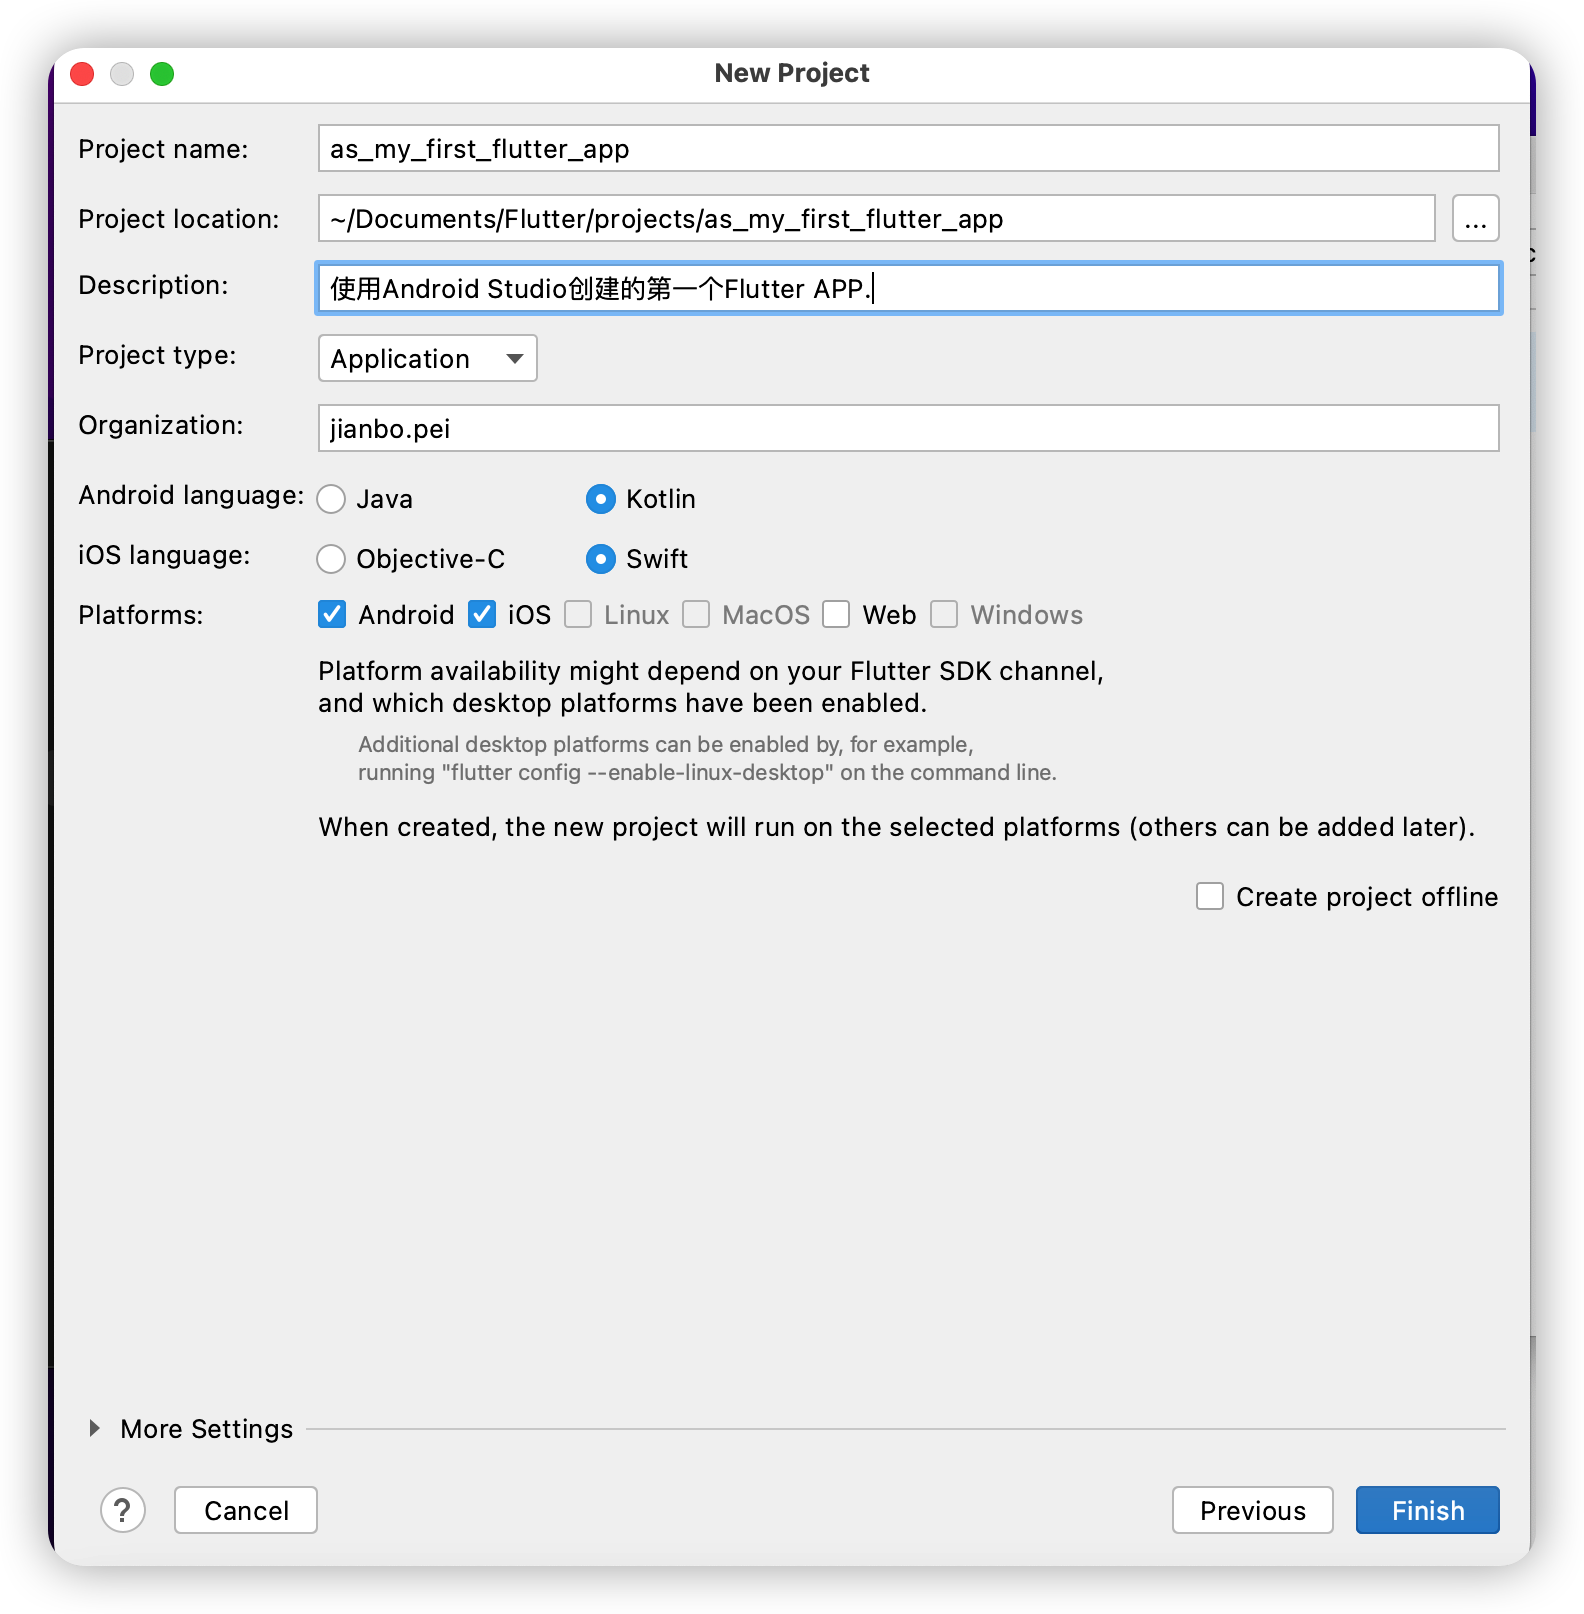 New Project
Project name: as_my_first_flutter_app
Project location: ~/Documents/Flutter/projects/as_my_first_flutter_app ...
Description: 使用Android Studio创建的第一个Flutter APP.
Project type: Application
Organization: jianbo.pei
Android language: Java Kotlin
iOS language: Objective-C Swift
Platforms: Android iOS Linux MacOS Web Windows
Platform availability might depend on your Flutter SDK channel,
and which desktop platforms have been enabled.
Additional desktop platforms can be enabled by, for example,
running "flutter config --enable-linux-desktop" on the command line.
When created, the new project will run on the selected platforms (others can be added later).
Create project offline
More Settings
? Cancel Previous Finish